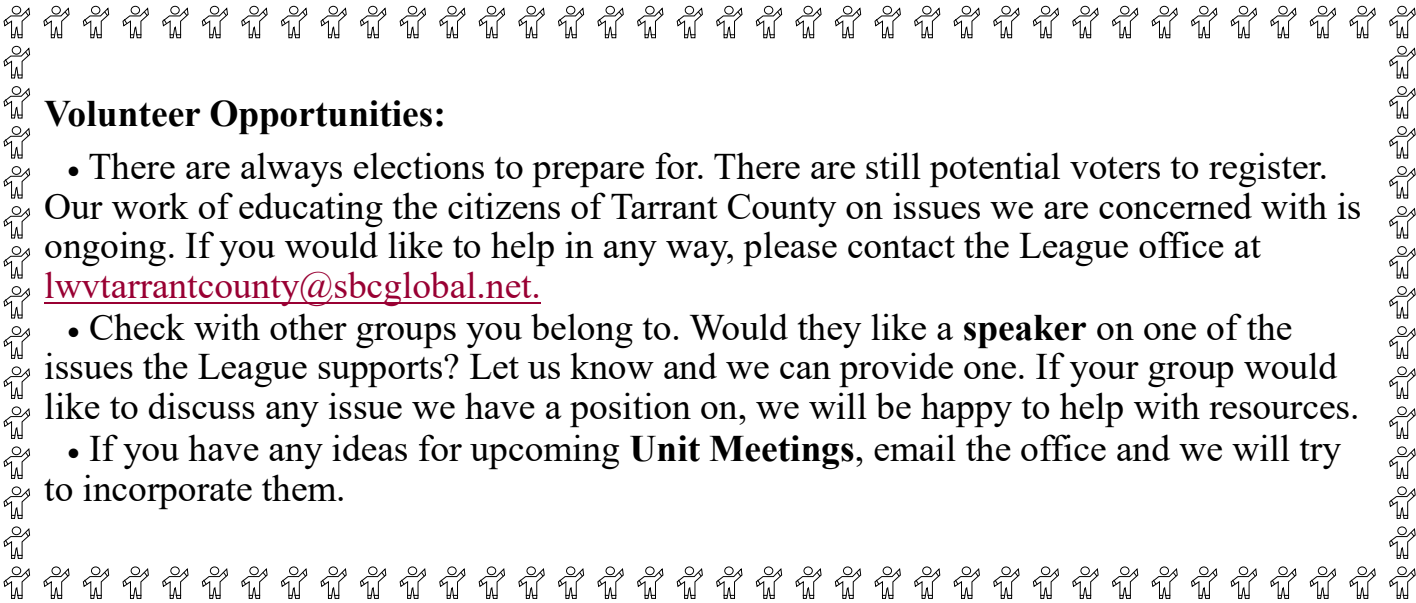 Volunteer Opportunities:
• There are always elections to prepare for. There are still potential voters to register.
Our work of educating the citizens of Tarrant County on issues we are concerned with is
ongoing. If you would like to help in any way, please contact the League office at
lwvtarrantcounty@sbcglobal.net.
• Check with other groups you belong to. Would they like a speaker on one of the
issues the League supports? Let us know and we can provide one. If your group would
like to discuss any issue we have a position on, we will be happy to help with resources.
• If you have any ideas for upcoming Unit Meetings, email the office and we will try
to incorporate them.